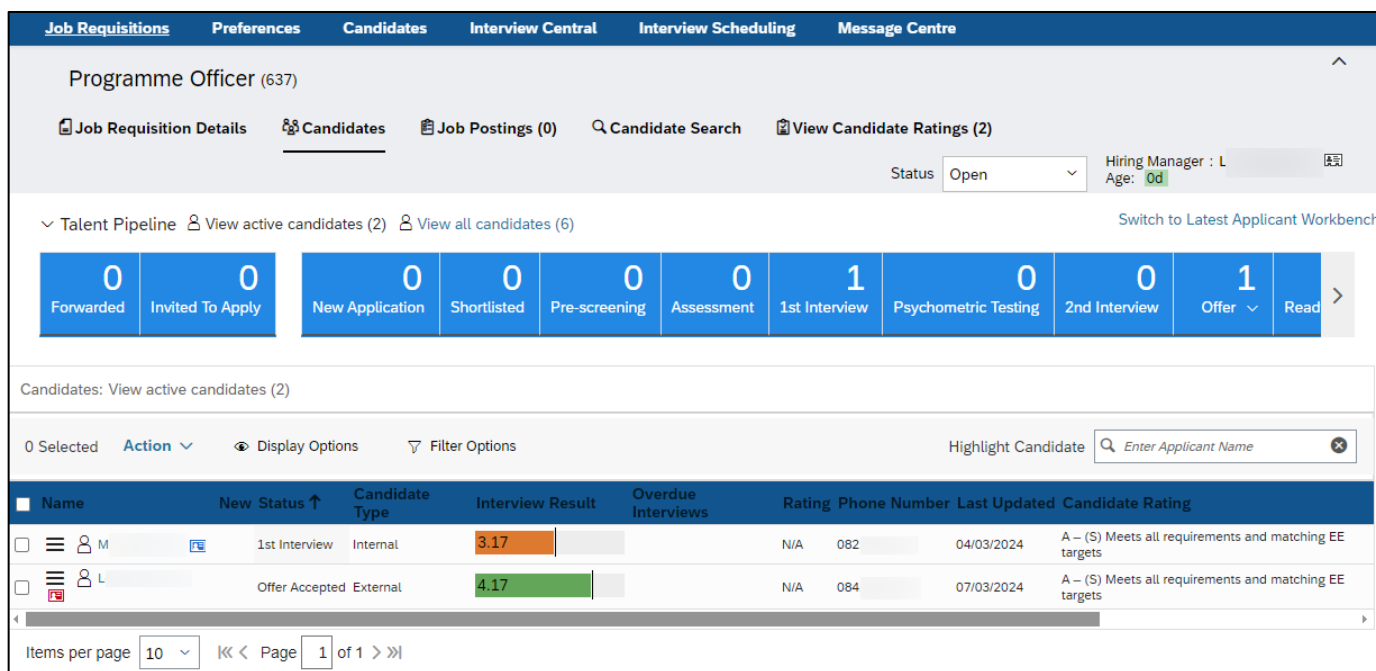 Job Requisitions Preferences Candidates Interview Central Interview Scheduling Message Centre
Programme Officer (637)
Job Requisition Details Candidates Job Postings (0) Candidate Search View Candidate Ratings (2)
Status Open Hiring Manager : L
Age: 0d
Talent Pipeline View active candidates (2) View all candidates (6) Switch to Latest Applicant Workbench
0 0 0 0 0 0 1 0 0 1
Forwarded Invited To Apply New Application Shortlisted Pre-screening Assessment 1st Interview Psychometric Testing 2nd Interview Offer Read
Candidates: View active candidates (2)
0 Selected Action Display Options Filter Options Highlight Candidate Enter Applicant Name
Name New Status ↑ Candidate Type Interview Result Overdue Interviews Rating Phone Number Last Updated Candidate Rating
M 1st Interview Internal 3.17 N/A 082 04/03/2024 A – (S) Meets all requirements and matching EE
targets
L Offer Accepted External 4.17 N/A 084 07/03/2024 A – (S) Meets all requirements and matching EE
targets
Items per page 10 Page 1 of 1